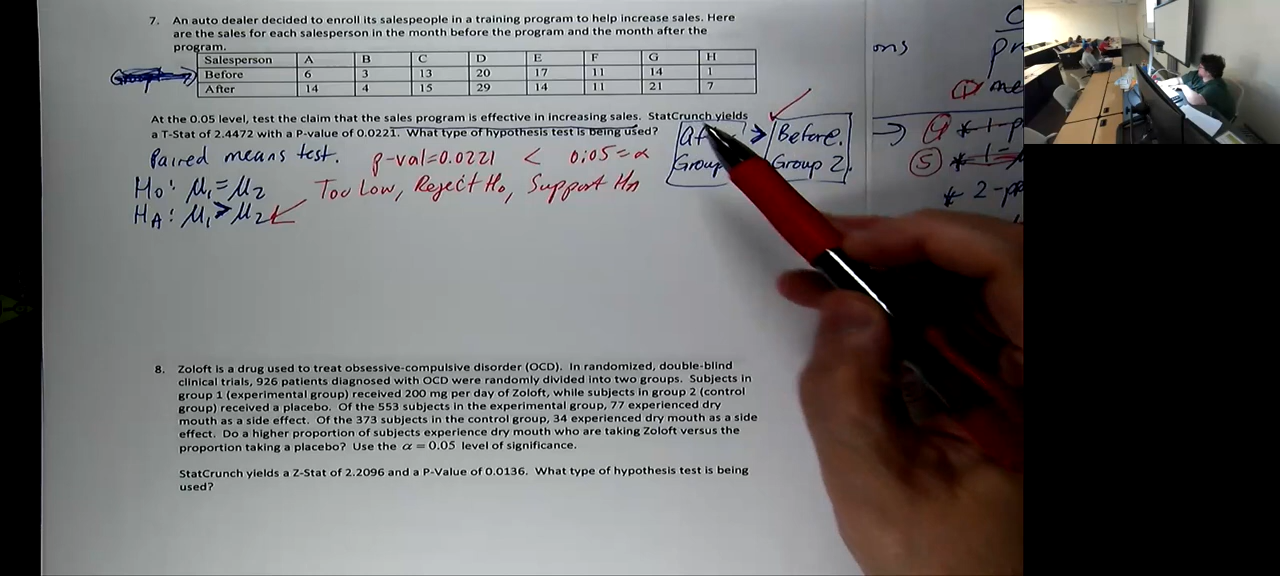 7. An auto dealer decided to enroll its salespeople in a training program to help increase sales. Here
are the sales for each salesperson in the month before the program and the month after the
program.
Salesperson A B C D E F G H
Before 6 3 13 20 17 11 14 1
After 14 4 15 29 14 11 21 7
At the 0.05 level, test the claim that the sales program is effective in increasing sales. StatCrunch yields
a T-Stat of 2.4472 with a P-value of 0.0221. What type of hypothesis test is being used?
Paired means test.
p-val=0.0221 < 0.05=α
> Before.
Group Group 2
H₀: μ₁=μ₂
Too Low, Reject H₀, Support HA
HA: μ₁>μ₂
ons
①
④ * 1-p
⑤ * 1-
* 2-p
8. Zoloft is a drug used to treat obsessive-compulsive disorder (OCD). In randomized, double-blind
clinical trials, 926 patients diagnosed with OCD were randomly divided into two groups. Subjects in
group 1 (experimental group) received 200 mg per day of Zoloft, while subjects in group 2 (control
group) received a placebo. Of the 553 subjects in the experimental group, 77 experienced dry
mouth as a side effect. Of the 373 subjects in the control group, 34 experienced dry mouth as a side
effect. Do a higher proportion of subjects experience dry mouth who are taking Zoloft versus the
proportion taking a placebo? Use the α = 0.05 level of significance.
StatCrunch yields a Z-Stat of 2.2096 and a P-Value of 0.0136. What type of hypothesis test is being
used?